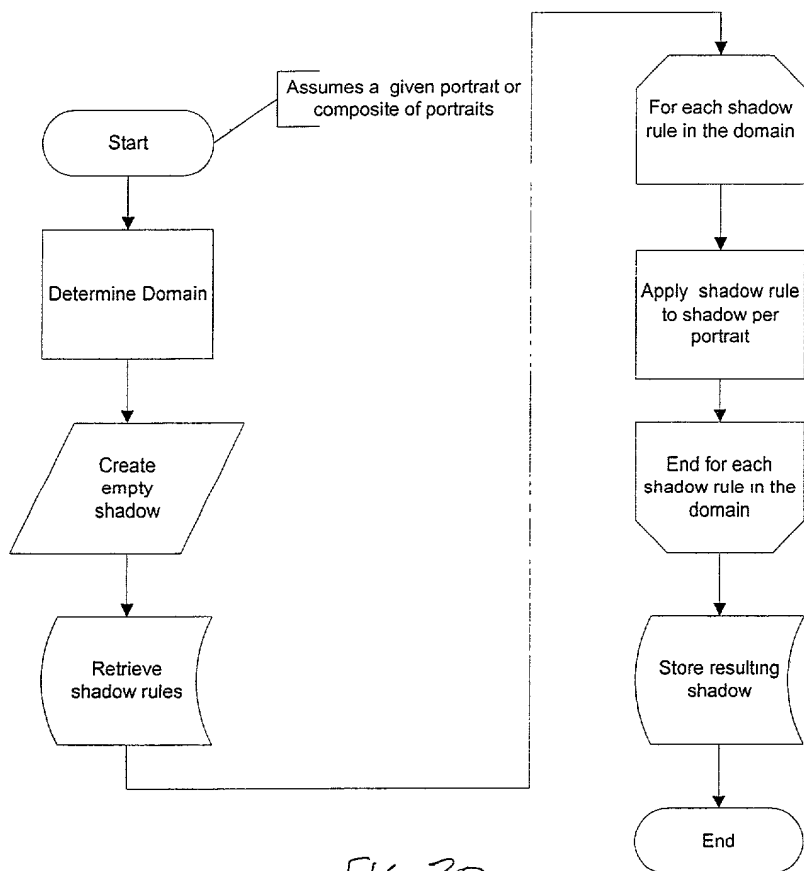 Assumes a given portrait or
composite of portraits
Start
Determine Domain
Create
empty
shadow
Retrieve
shadow rules
For each shadow
rule in the domain
Apply shadow rule
to shadow per
portrait
End for each
shadow rule in the
domain
Store resulting
shadow
End